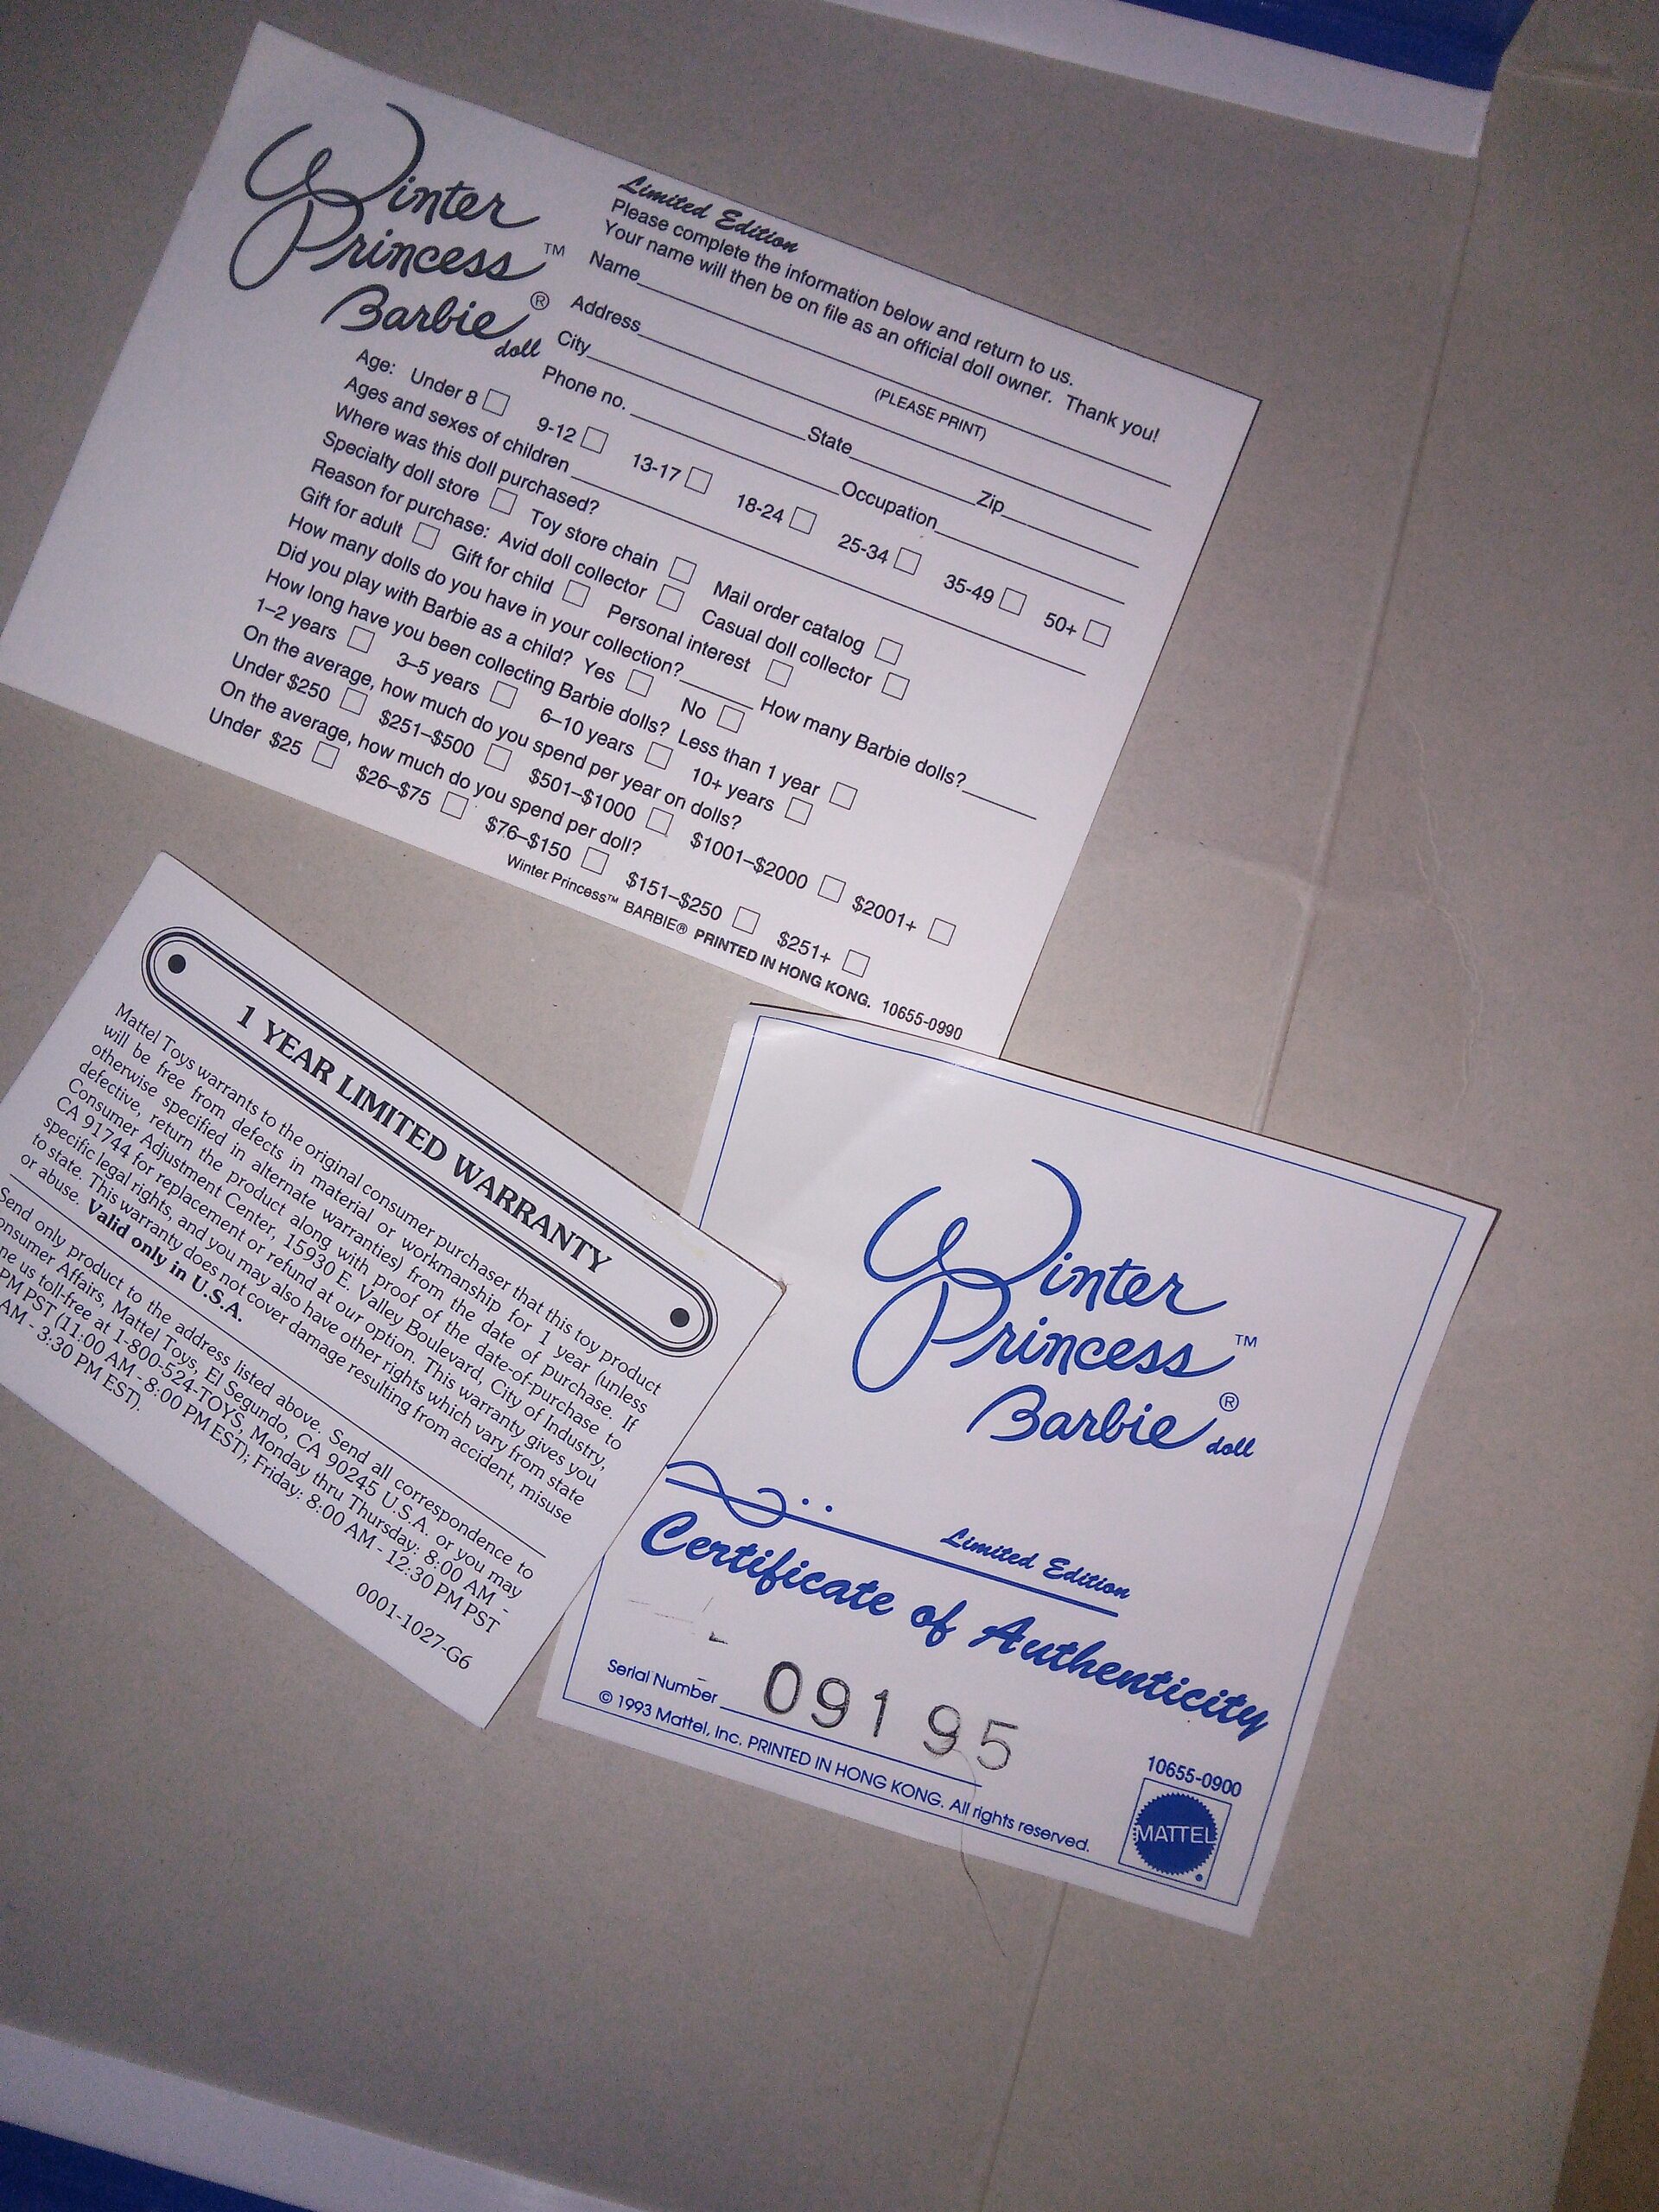 Winter
Princess™
Barbie®
doll
Limited Edition
Please complete the information below and return to us.
Your name will then be on file as an official doll owner. Thank you!
Name
(PLEASE PRINT)
Address
City State Zip
Phone no. Occupation
Age: Under 8 □ 9-12 □ 13-17 □ 18-24 □ 25-34 □ 35-49 □ 50+ □
Ages and sexes of children
Where was this doll purchased?
Specialty doll store □ Toy store chain □ Mail order catalog □
Reason for purchase: Avid doll collector □ Casual doll collector □
Gift for adult □ Gift for child □ Personal interest □
How many dolls do you have in your collection? How many Barbie dolls?
Did you play with Barbie as a child? Yes □ No □
How long have you been collecting Barbie dolls? Less than 1 year □
1–2 years □ 3–5 years □ 6–10 years □ 10+ years □
On the average, how much do you spend per year on dolls?
Under $250 □ $251–$500 □ $501–$1000 □ $1001–$2000 □ $2001+ □
On the average, how much do you spend per doll?
Under $25 □ $26–$75 □ $76–$150 □ $151–$250 □ $251+ □
Winter Princess™ BARBIE® PRINTED IN HONG KONG. 10655-0990
1 YEAR LIMITED WARRANTY
Mattel Toys warrants to the original consumer purchaser that this toy product
will be free from defects in material or workmanship for 1 year (unless
otherwise specified in alternate warranties) from the date of purchase. If
defective, return the product along with proof of the date-of-purchase to
Consumer Adjustment Center, 15930 E. Valley Boulevard, City of Industry,
CA 91744 for replacement or refund at our option. This warranty gives you
specific legal rights, and you may also have other rights which vary from state
to state. This warranty does not cover damage resulting from accident, misuse
or abuse. Valid only in U.S.A.
Send only product to the address listed above. Send all correspondence to
onsumer Affairs, Mattel Toys, El Segundo, CA 90245 U.S.A. or you may
ne us toll-free at 1-800-524-TOYS, Monday thru Thursday: 8:00 AM -
PM PST (11:00 AM - 8:00 PM EST); Friday: 8:00 AM - 12:30 PM PST
AM - 3:30 PM EST).
0001-1027-G6
Winter
Princess™
Barbie®
doll
Limited Edition
Certificate of Authenticity
Serial Number 09195
© 1993 Mattel, Inc. PRINTED IN HONG KONG. All rights reserved.
10655-0900
MATTEL